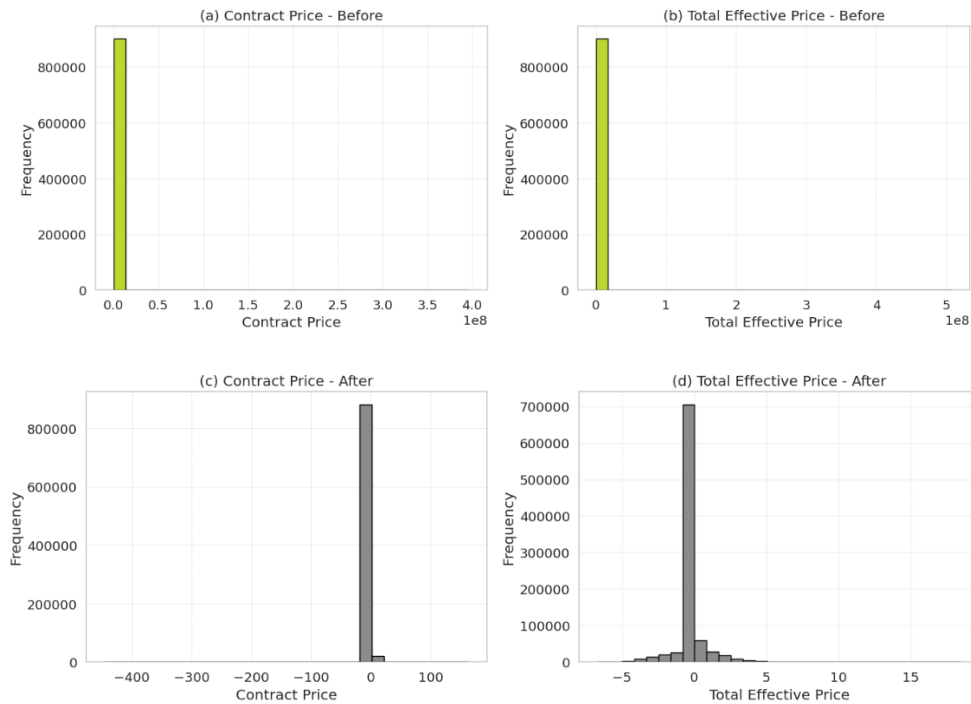 (a) Contract Price - Before
800000
600000
400000
200000
0
Frequency
0.0 0.5 1.0 1.5 2.0 2.5 3.0 3.5 4.0
1e8
Contract Price
(b) Total Effective Price - Before
800000
600000
400000
200000
0
Frequency
0 1 2 3 4 5
1e8
Total Effective Price
(c) Contract Price - After
800000
600000
400000
200000
0
Frequency
−400 −300 −200 −100 0 100
Contract Price
(d) Total Effective Price - After
700000
600000
500000
400000
300000
200000
100000
0
Frequency
−5 0 5 10 15
Total Effective Price